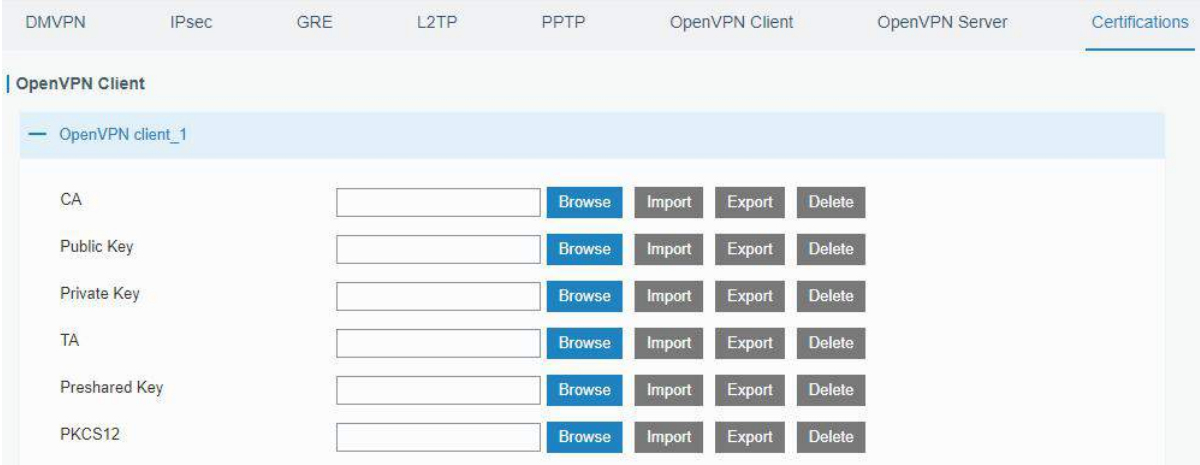 DMVPN IPsec GRE L2TP PPTP OpenVPN Client OpenVPN Server Certifications
OpenVPN Client
OpenVPN client_1
CA Browse Import Export Delete
Public Key Browse Import Export Delete
Private Key Browse Import Export Delete
TA Browse Import Export Delete
Preshared Key Browse Import Export Delete
PKCS12 Browse Import Export Delete